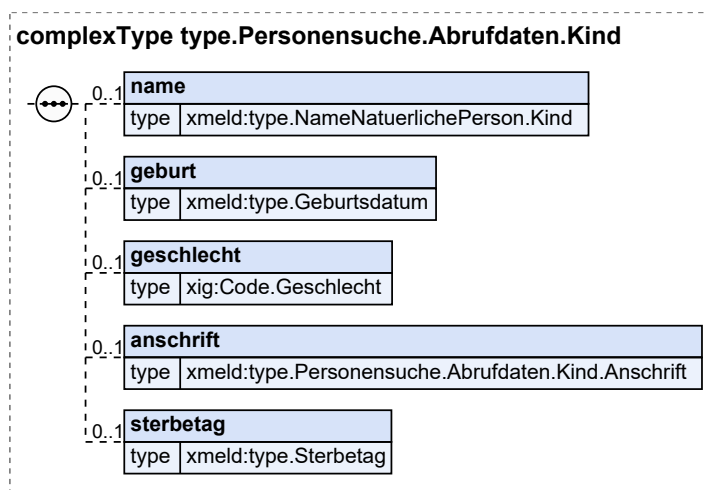 complexType type.Personensuche.Abrufdaten.Kind
0..1 name
type xmeld:type.NameNatuerlichePerson.Kind
0..1 geburt
type xmeld:type.Geburtsdatum
0..1 geschlecht
type xig:Code.Geschlecht
0..1 anschrift
type xmeld:type.Personensuche.Abrufdaten.Kind.Anschrift
0..1 sterbetag
type xmeld:type.Sterbetag